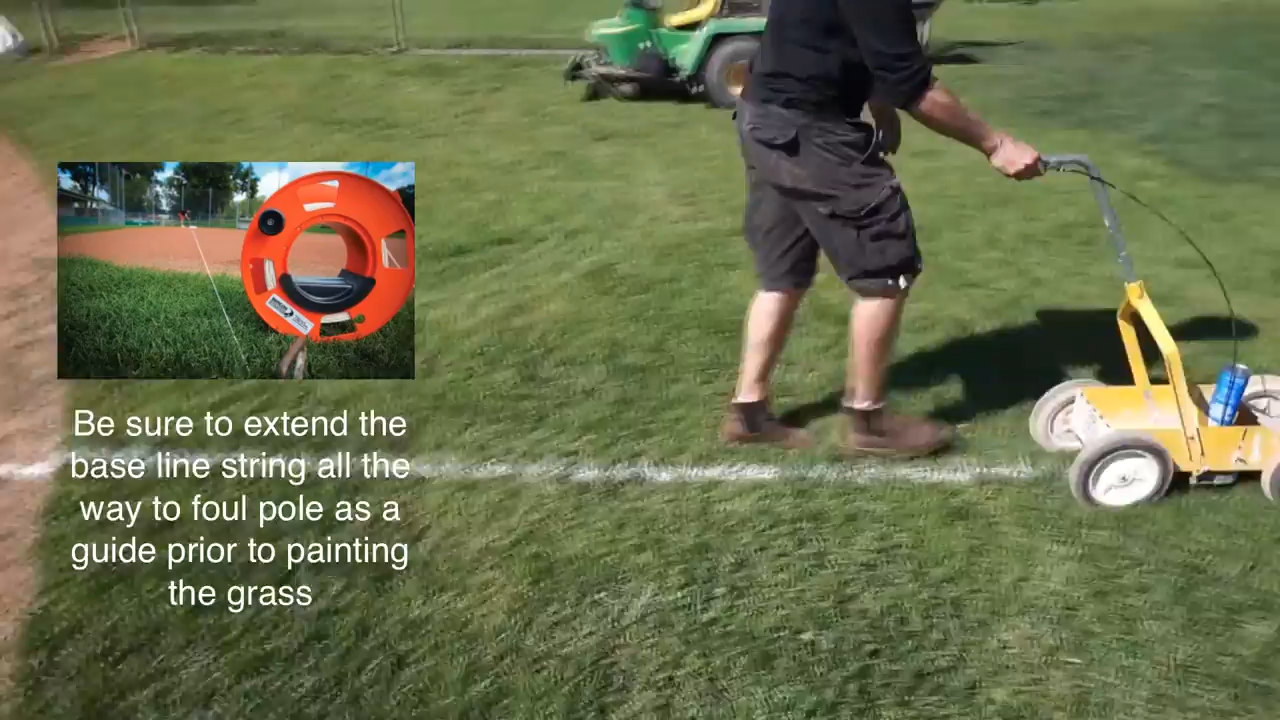 Be sure to extend the
base line string all the
way to foul pole as a
guide prior to painting
the grass